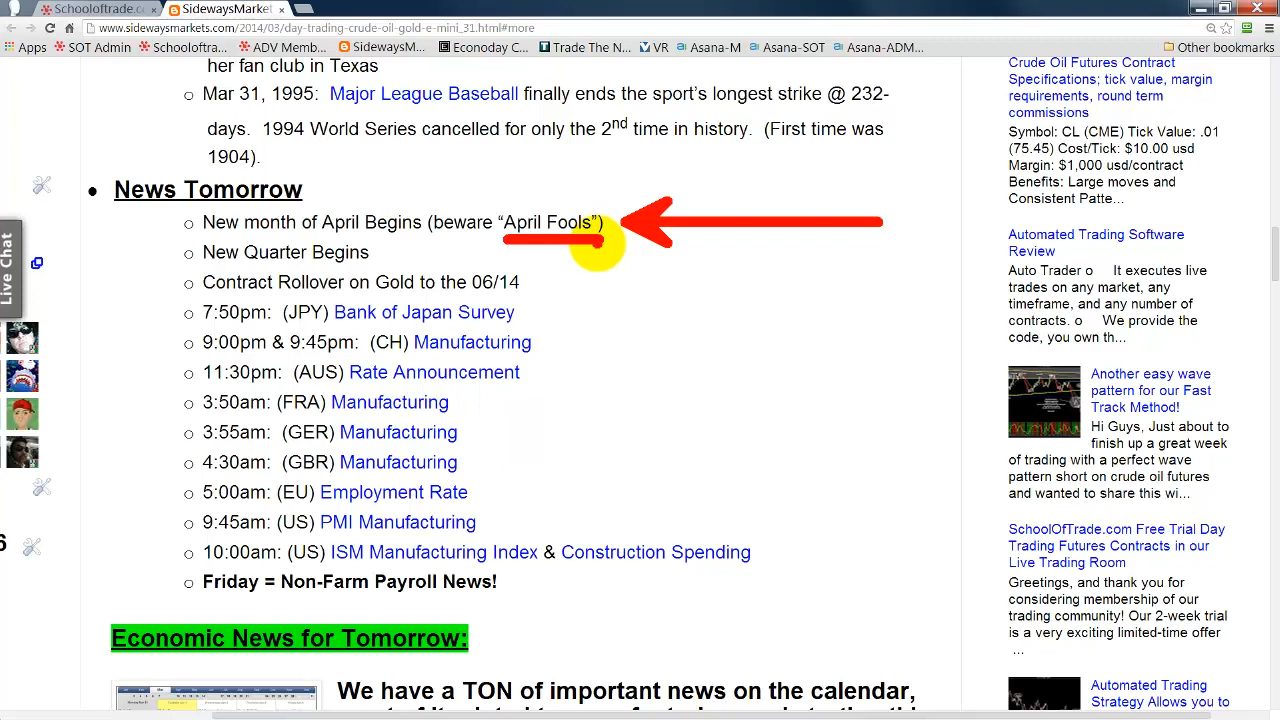 Schooloftrade.c
SidewaysMarkets
www.sidewaysmarkets.com/2014/03/day-trading-crude-oil-gold-e-mini_31.html#more
Apps
SOT Admin
Schooloftra...
ADV Memb...
SidewaysM...
Econoday C...
Trade The N...
VR
Asana-M
Asana-SOT
Asana-ADM...
Other bookmarks
Live Chat
6
her fan club in Texas
Mar 31, 1995: Major League Baseball finally ends the sport's longest strike @ 232-
days. 1994 World Series cancelled for only the 2nd time in history. (First time was
1904).
News Tomorrow
New month of April Begins (beware “April Fools”)
New Quarter Begins
Contract Rollover on Gold to the 06/14
7:50pm: (JPY) Bank of Japan Survey
9:00pm & 9:45pm: (CH) Manufacturing
11:30pm: (AUS) Rate Announcement
3:50am: (FRA) Manufacturing
3:55am: (GER) Manufacturing
4:30am: (GBR) Manufacturing
5:00am: (EU) Employment Rate
9:45am: (US) PMI Manufacturing
10:00am: (US) ISM Manufacturing Index & Construction Spending
Friday = Non-Farm Payroll News!
Economic News for Tomorrow:
We have a TON of important news on the calendar,
Crude Oil Futures Contract
Specifications; tick value, margin
requirements, round term
commissions
Symbol: CL (CME) Tick Value: .01
(75.45) Cost/Tick: $10.00 usd
Margin: $1,000 usd/contract
Benefits: Large moves and
Consistent Patte...
Automated Trading Software
Review
Auto Trader o It executes live
trades on any market, any
timeframe, and any number of
contracts. o We provide the
code, you own th...
Another easy wave
pattern for our Fast
Track Method!
Hi Guys, Just about to
finish up a great week
of trading with a perfect wave
pattern short on crude oil futures
and wanted to share this wi...
SchoolOfTrade.com Free Trial Day
Trading Futures Contracts in our
Live Trading Room
Greetings, and thank you for
considering membership of our
trading community! Our 2-week trial
is a very exciting limited-time offer
...
Automated Trading
Strategy Allows you to